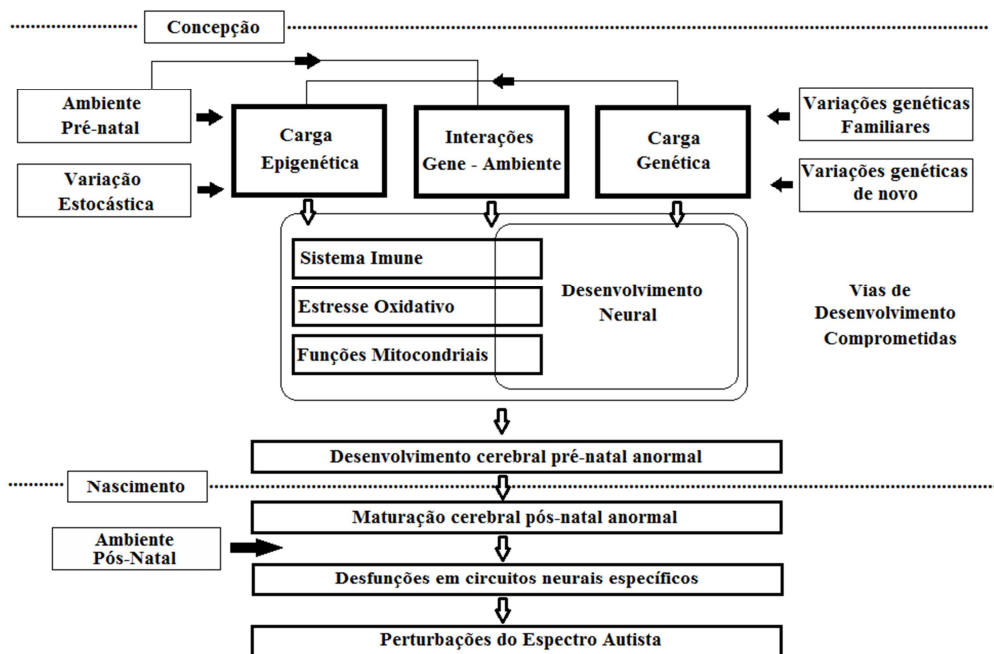 Concepção
Ambiente
Pré-natal
Variação
Estocástica
Carga
Epigenética
Interações
Gene - Ambiente
Carga
Genética
Variações genéticas
Familiares
Variações genéticas
de novo
Sistema Imune
Estresse Oxidativo
Funções Mitocondriais
Desenvolvimento
Neural
Vias de
Desenvolvimento
Comprometidas
Desenvolvimento cerebral pré-natal anormal
Nascimento
Maturação cerebral pós-natal anormal
Ambiente
Pós-Natal
Desfunções em circuitos neurais específicos
Perturbações do Espectro Autista